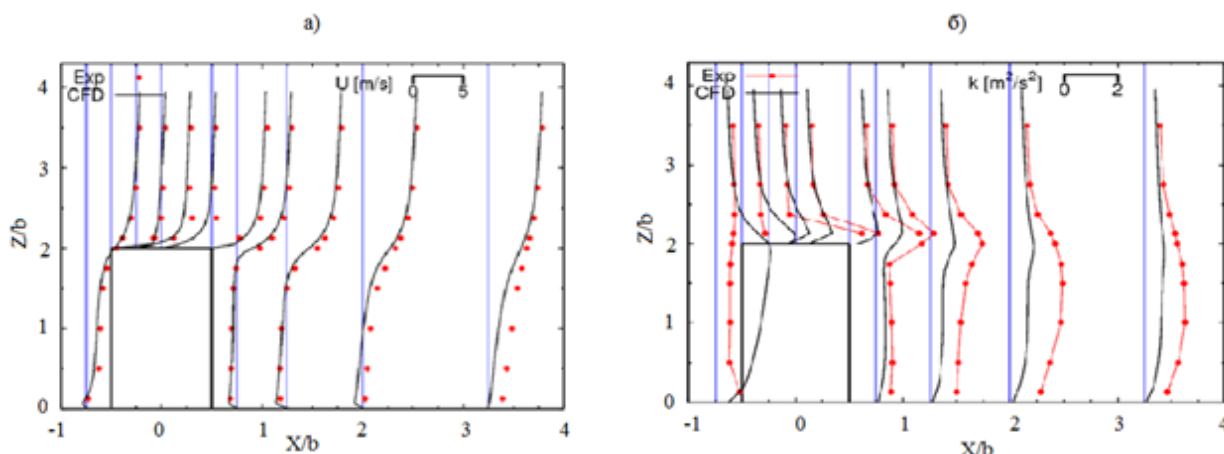 а)
б)
Exp
CFD
U [m/s]
0 5
4
3
2
1
0
Z/b
-1 0 1 2 3 4
X/b
Exp
CFD
k [m²/s²]
0 2
4
3
2
1
0
Z/b
-1 0 1 2 3 4
X/b